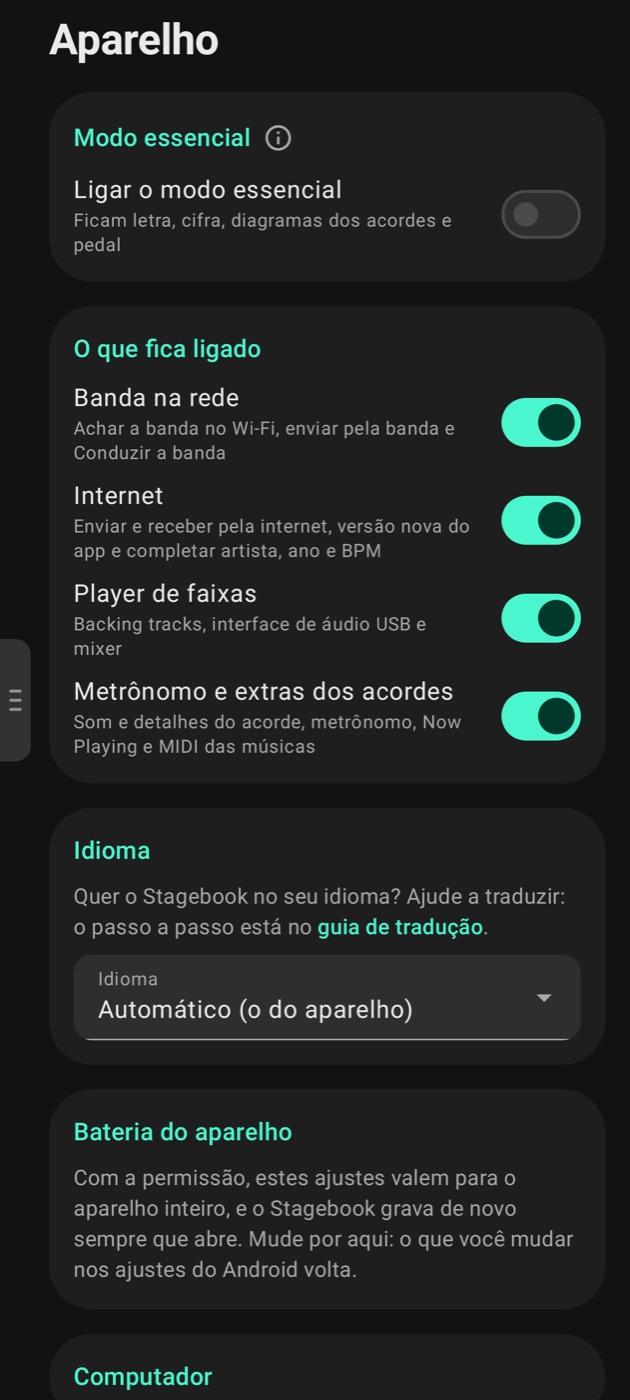 Aparelho
Modo essencial
Ligar o modo essencial
Ficam letra, cifra, diagramas dos acordes e
pedal
O que fica ligado
Banda na rede
Achar a banda no Wi-Fi, enviar pela banda e
Conduzir a banda
Internet
Enviar e receber pela internet, versão nova do
app e completar artista, ano e BPM
Player de faixas
Backing tracks, interface de áudio USB e
mixer
Metrônomo e extras dos acordes
Som e detalhes do acorde, metrônomo, Now
Playing e MIDI das músicas
Idioma
Quer o Stagebook no seu idioma? Ajude a traduzir:
o passo a passo está no guia de tradução.
Idioma
Automático (o do aparelho)
Bateria do aparelho
Com a permissão, estes ajustes valem para o
aparelho inteiro, e o Stagebook grava de novo
sempre que abre. Mude por aqui: o que você mudar
nos ajustes do Android volta.
Computador